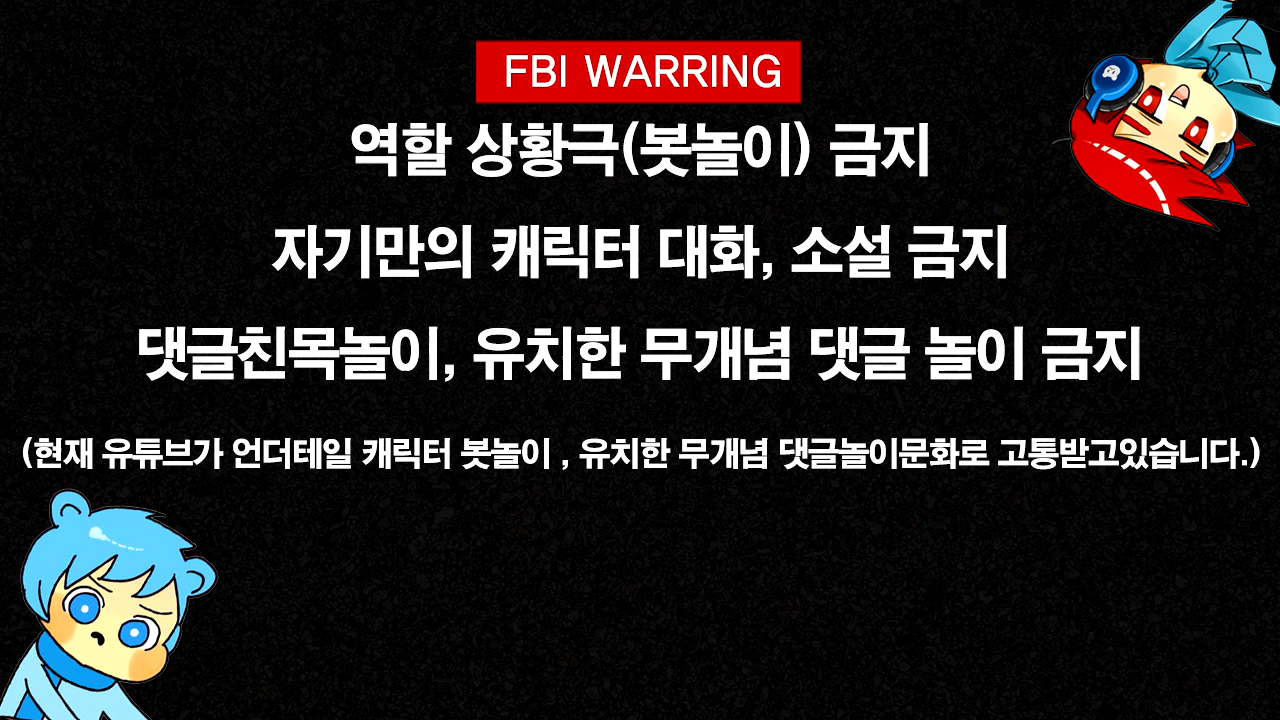 FBI WARRING
역할 상황극(봇놀이) 금지
자기만의 캐릭터 대화, 소설 금지
댓글친목놀이, 유치한 무개념 댓글 놀이 금지
(현재 유튜브가 언더테일 캐릭터 봇놀이 , 유치한 무개념 댓글놀이문화로 고통받고있습니다.)